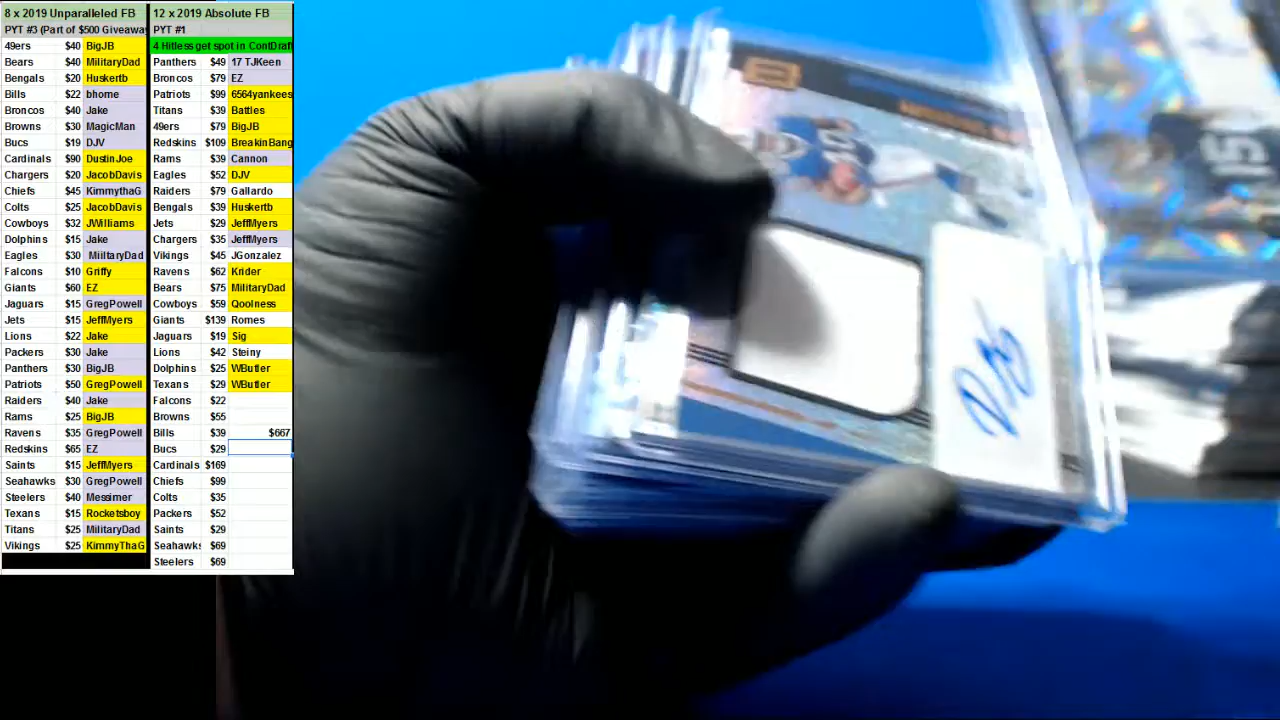 8 x 2019 Unparalleled FB
PYT #3 (Part of $500 Giveaway
49ers $40 BigJB
Bears $20 MilitaryDad
Bengals $20 Huskertb
Bills $22 bhorne
Broncos $40 Jake
Browns $30 MagicMan
Bucs $19 DJV
Cardinals $90 DustinJoe
Chargers $20 JacobDavis
Chiefs $45 KimmythaG
Colts $25 JacobDavis
Cowboys $32 JWilliams
Dolphins $15 Jake
Eagles $30 MiiltaryDad
Falcons $10 Griffy
Giants $60 EZ
Jaguars $15 GregPowell
Jets $15 JeffMyers
Lions $22 Jake
Packers $30 Jake
Panthers $30 BigJB
Patriots $50 GregPowell
Raiders $40 Jake
Rams $25 BigJB
Ravens $35 GregPowell
Redskins $65 EZ
Saints $15 JeffMyers
Seahawks $30 GregPowell
Steelers $40 Messimer
Texans $15 Rocketsboy
Titans $25 MilitaryDad
Vikings $25 KimmyThaG
12 x 2019 Absolute FB
PYT #1
4 Hitless get spot in ContDraft
Panthers $49 17 TJKeen
Broncos $79 EZ
Patriots $99 6564yankees
Titans $39 Battles
49ers $79 BigJB
Redskins $109 BreakinBang
Rams $39 Cannon
Eagles $52 DJV
Raiders $79 Gallardo
Bengals $39 Huskertb
Jets $29 JeffMyers
Chargers $35 JeffMyers
Vikings $45 JGonzalez
Ravens $62 Krider
Bears $75 MilitaryDad
Cowboys $59 Qoolness
Giants $139 Romes
Jaguars $19 Sig
Lions $42 Steiny
Dolphins $25 WButler
Texans $29 WButler
Falcons $22
Browns $55
Bills $39 $667
Bucs $29
Cardinals $169
Chiefs $99
Colts $35
Packers $52
Saints $29
Seahawks $69
Steelers $69